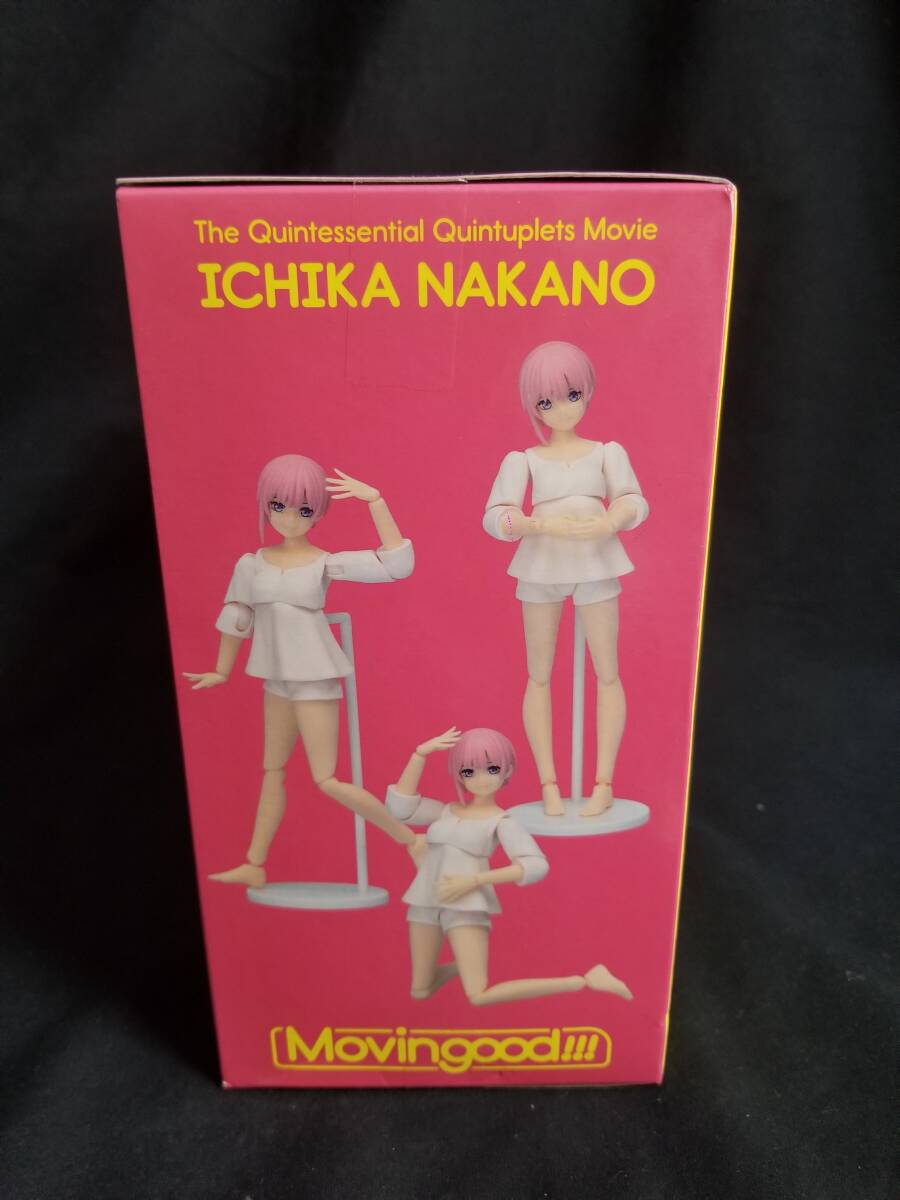 The Quintessential Quintuplets Movie
ICHIKA NAKANO
Movingood!!!